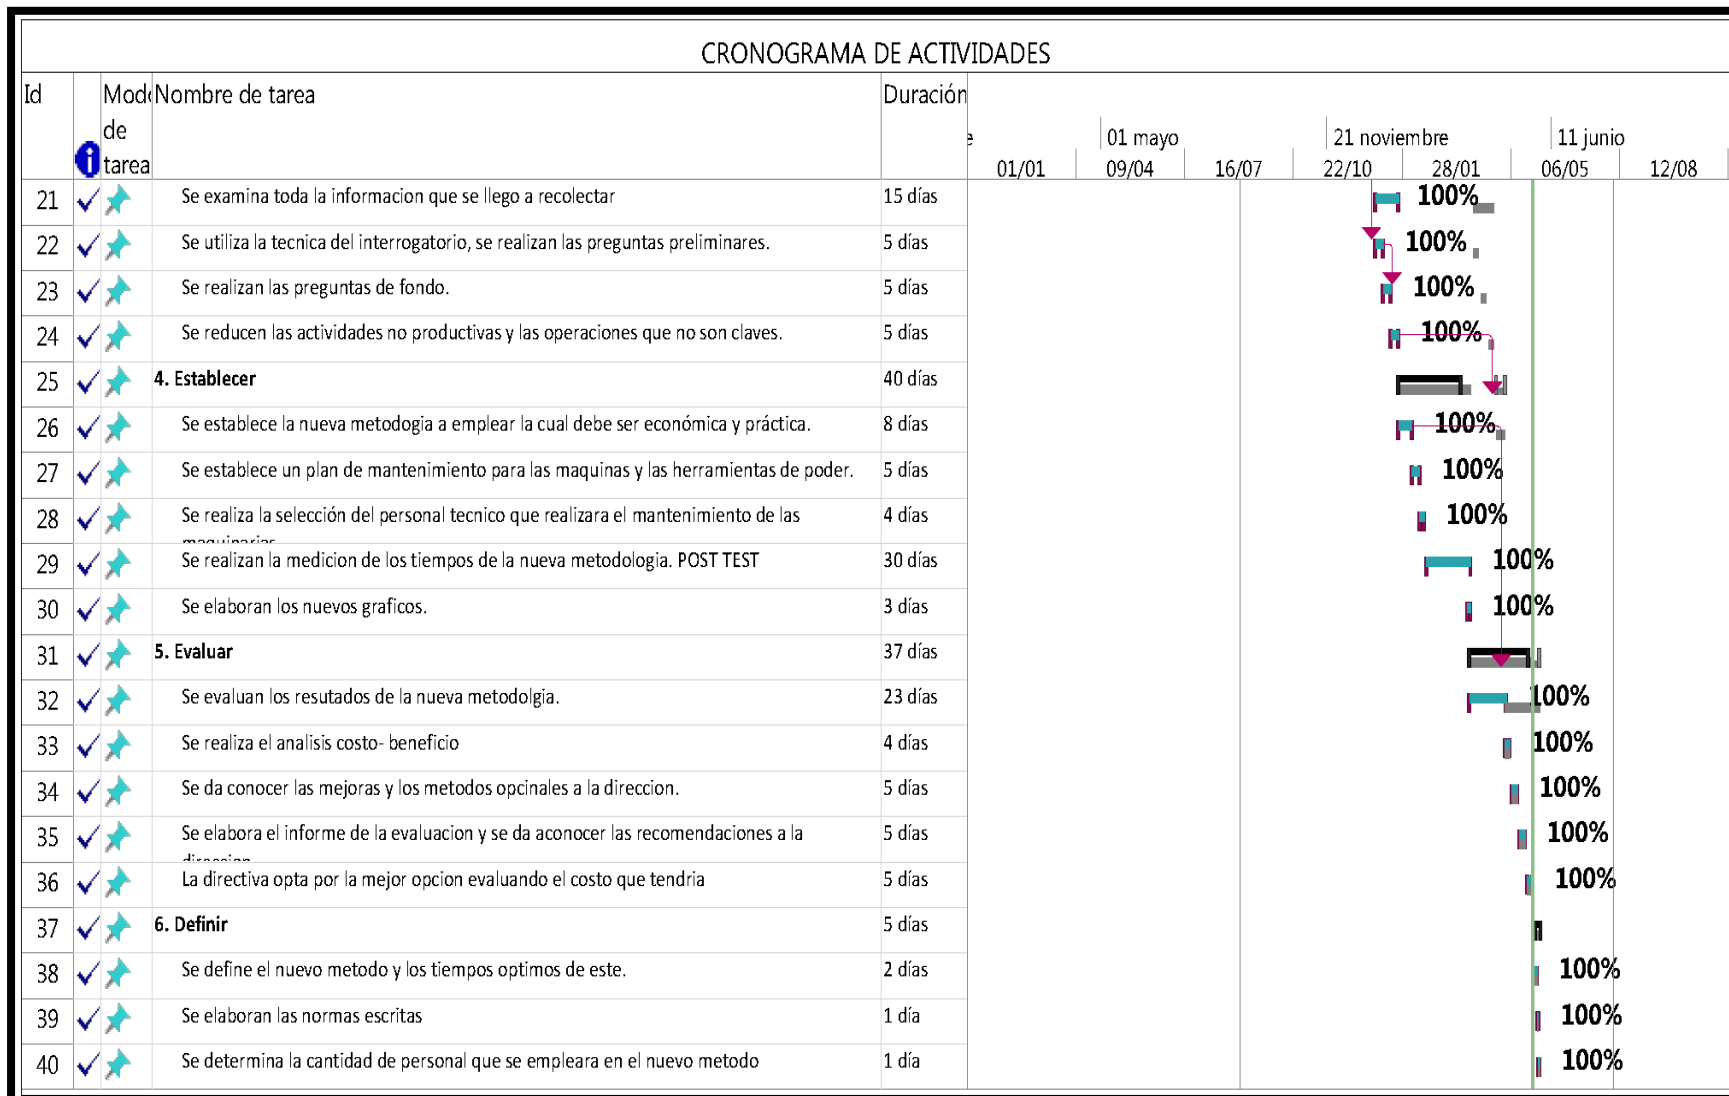 CRONOGRAMA DE ACTIVIDADES
Id
Modo
de
tarea
Nombre de tarea
Duración
e
01 mayo
21 noviembre
11 junio
01/01
09/04
16/07
22/10
28/01
06/05
12/08
21 Se examina toda la informacion que se llego a recolectar 15 días 100%
22 Se utiliza la tecnica del interrogatorio, se realizan las preguntas preliminares. 5 días 100%
23 Se realizan las preguntas de fondo. 5 días 100%
24 Se reducen las actividades no productivas y las operaciones que no son claves. 5 días 100%
25 4. Establecer 40 días
26 Se establece la nueva metodogia a emplear la cual debe ser económica y práctica. 8 días 100%
27 Se establece un plan de mantenimiento para las maquinas y las herramientas de poder. 5 días 100%
28 Se realiza la selección del personal tecnico que realizara el mantenimiento de las 4 días 100%
29 Se realizan la medicion de los tiempos de la nueva metodologia. POST TEST 30 días 100%
30 Se elaboran los nuevos graficos. 3 días 100%
31 5. Evaluar 37 días
32 Se evaluan los resutados de la nueva metodolgia. 23 días 100%
33 Se realiza el analisis costo- beneficio 4 días 100%
34 Se da conocer las mejoras y los metodos opcinales a la direccion. 5 días 100%
35 Se elabora el informe de la evaluacion y se da aconocer las recomendaciones a la 5 días 100%
36 La directiva opta por la mejor opcion evaluando el costo que tendria 5 días 100%
37 6. Definir 5 días
38 Se define el nuevo metodo y los tiempos optimos de este. 2 días 100%
39 Se elaboran las normas escritas 1 día 100%
40 Se determina la cantidad de personal que se empleara en el nuevo metodo 1 día 100%